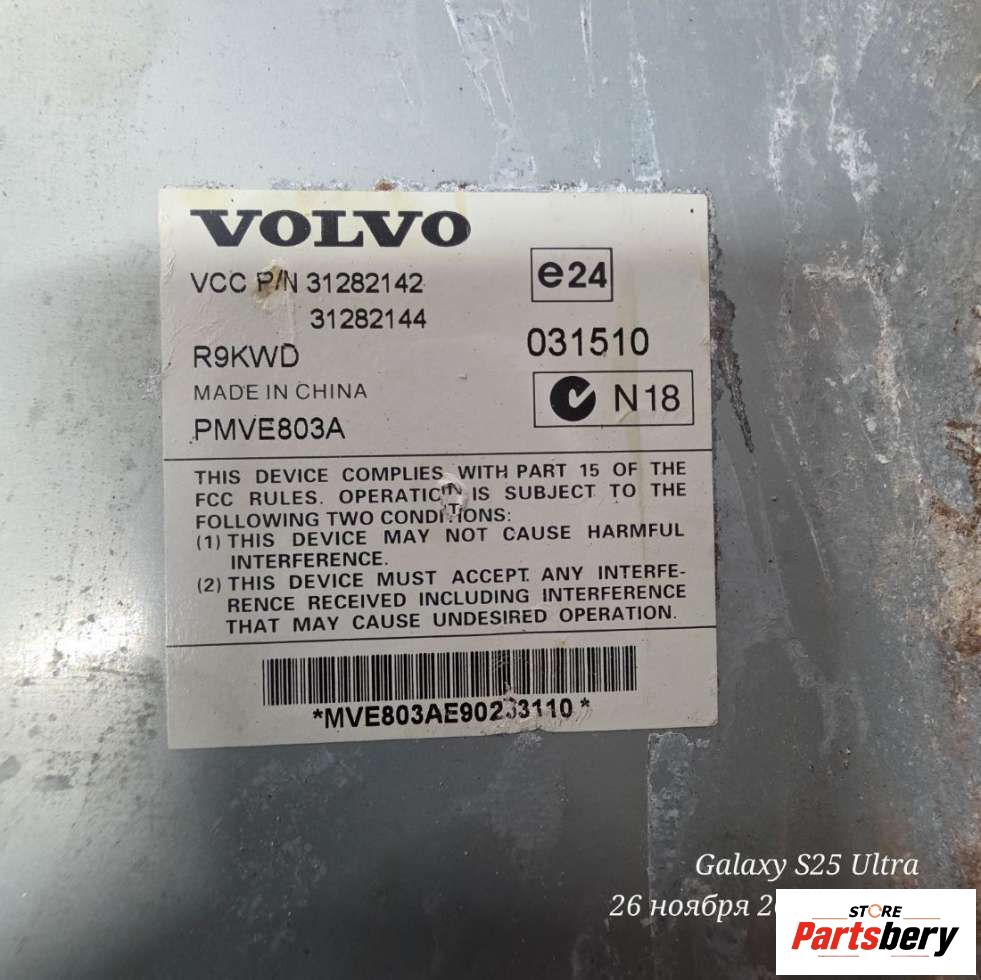 VOLVO
VCC P/N 31282142
31282144
R9KWD
MADE IN CHINA
PMVE803A
e24
031510
N18
THIS DEVICE COMPLIES WITH PART 15 OF THE
FCC RULES. OPERATION IS SUBJECT TO THE
FOLLOWING TWO CONDITIONS:
(1) THIS DEVICE MAY NOT CAUSE HARMFUL
INTERFERENCE.
(2) THIS DEVICE MUST ACCEPT ANY INTERFE-
RENCE RECEIVED INCLUDING INTERFERENCE
THAT MAY CAUSE UNDESIRED OPERATION.
Galaxy S25 Ultra
26 ноября
STORE
Partsbery